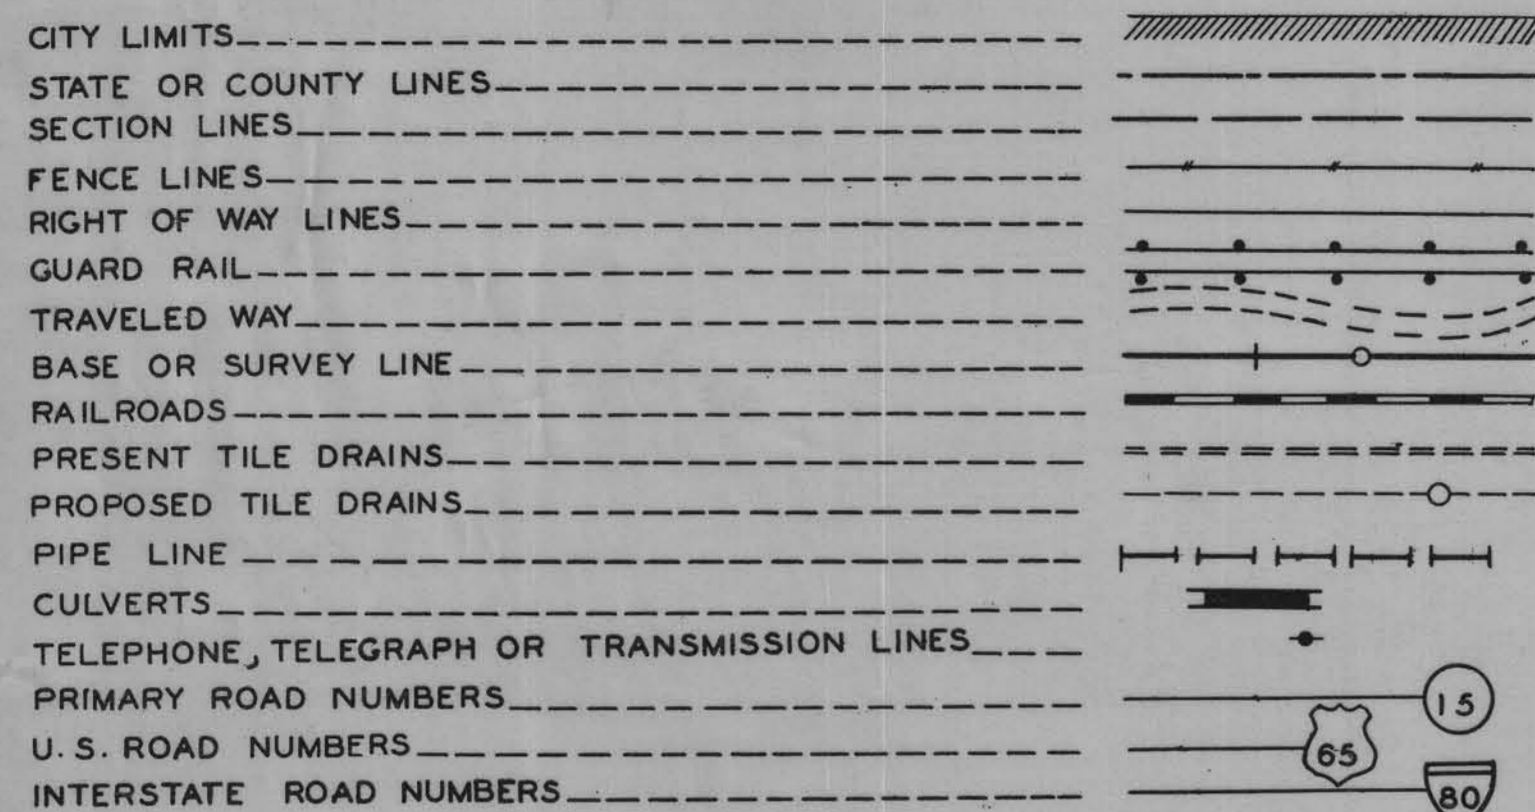 CITY LIMITS
STATE OR COUNTY LINES
SECTION LINES
FENCE LINES
RIGHT OF WAY LINES
GUARD RAIL
TRAVELED WAY
BASE OR SURVEY LINE
RAILROADS
PRESENT TILE DRAINS
PROPOSED TILE DRAINS
PIPE LINE
CULVERTS
TELEPHONE, TELEGRAPH OR TRANSMISSION LINES
PRIMARY ROAD NUMBERS 15
U.S. ROAD NUMBERS 65
INTERSTATE ROAD NUMBERS 80